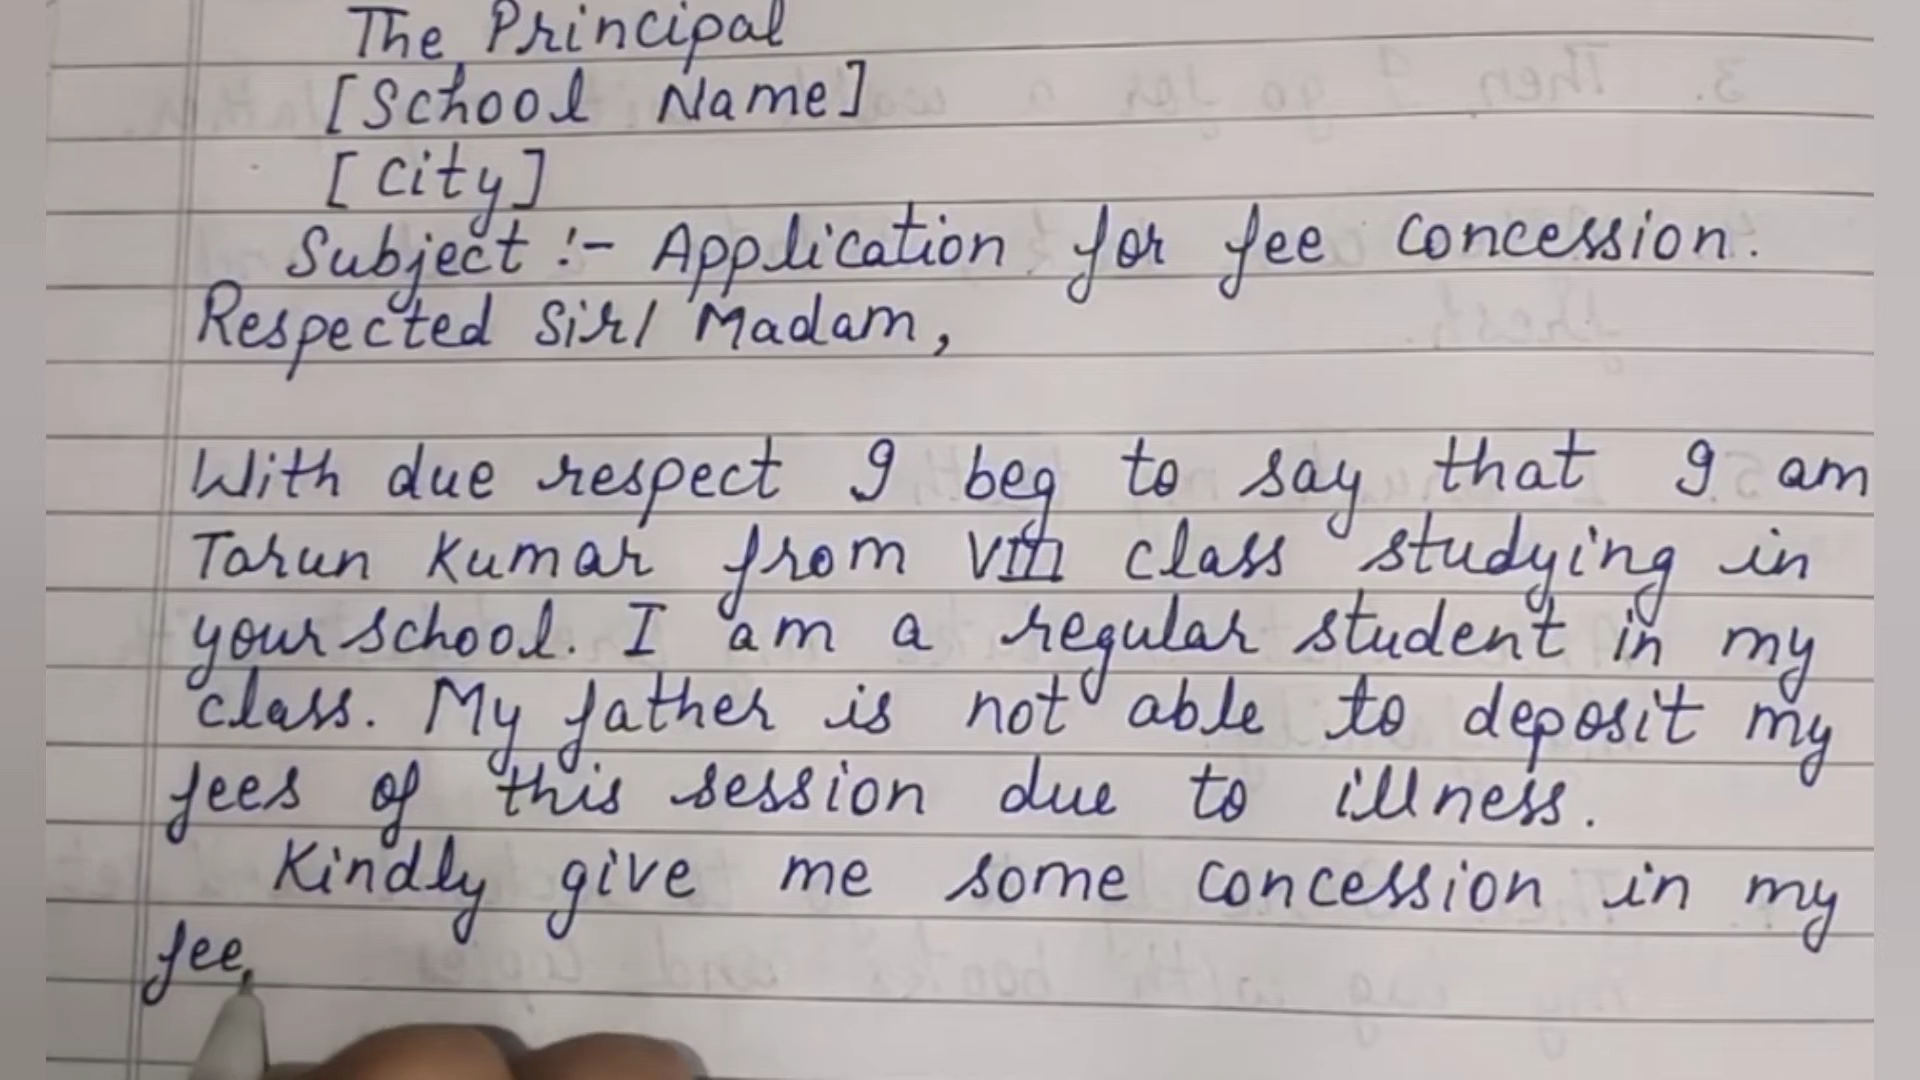 The Principal
[School Name]
[City]
Subject :- Application for fee concession.
Respected Sir/ Madam,
With due respect I beg to say that I am
Tarun Kumar from VIII class studying in
your school. I am a regular student in my
class. My father is not able to deposit my
fees of this session due to illness.
Kindly give me some concession in my
fee.